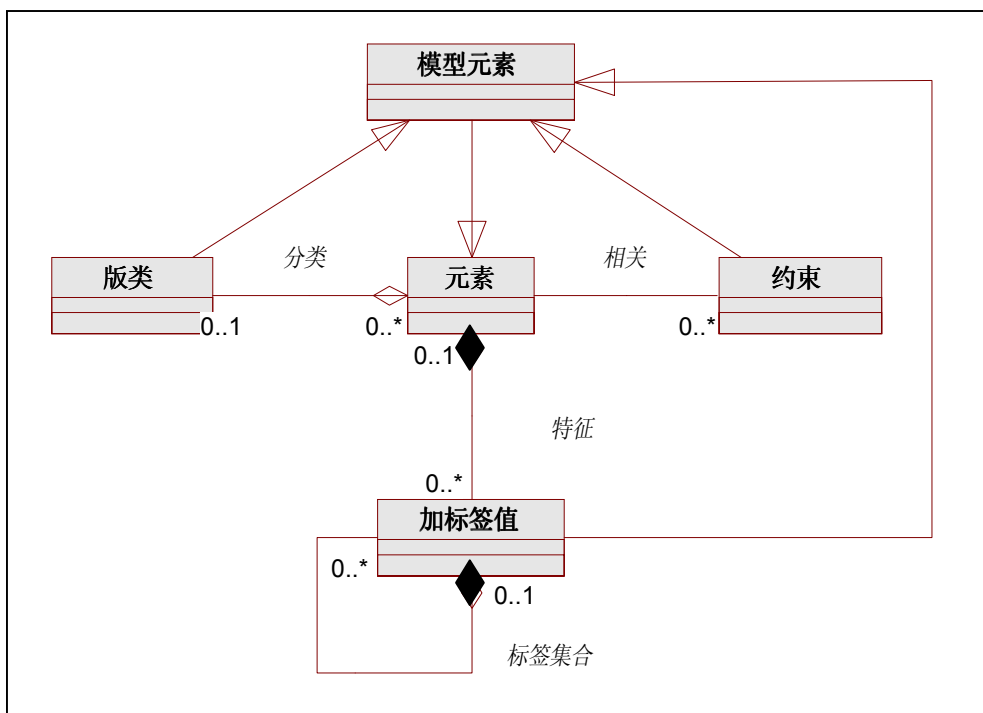 模型元素
分类
相关
版类
元素
约束
0..1
0..*
0..*
0..1
特征
0..*
加标签值
0..*
0..1
标签集合